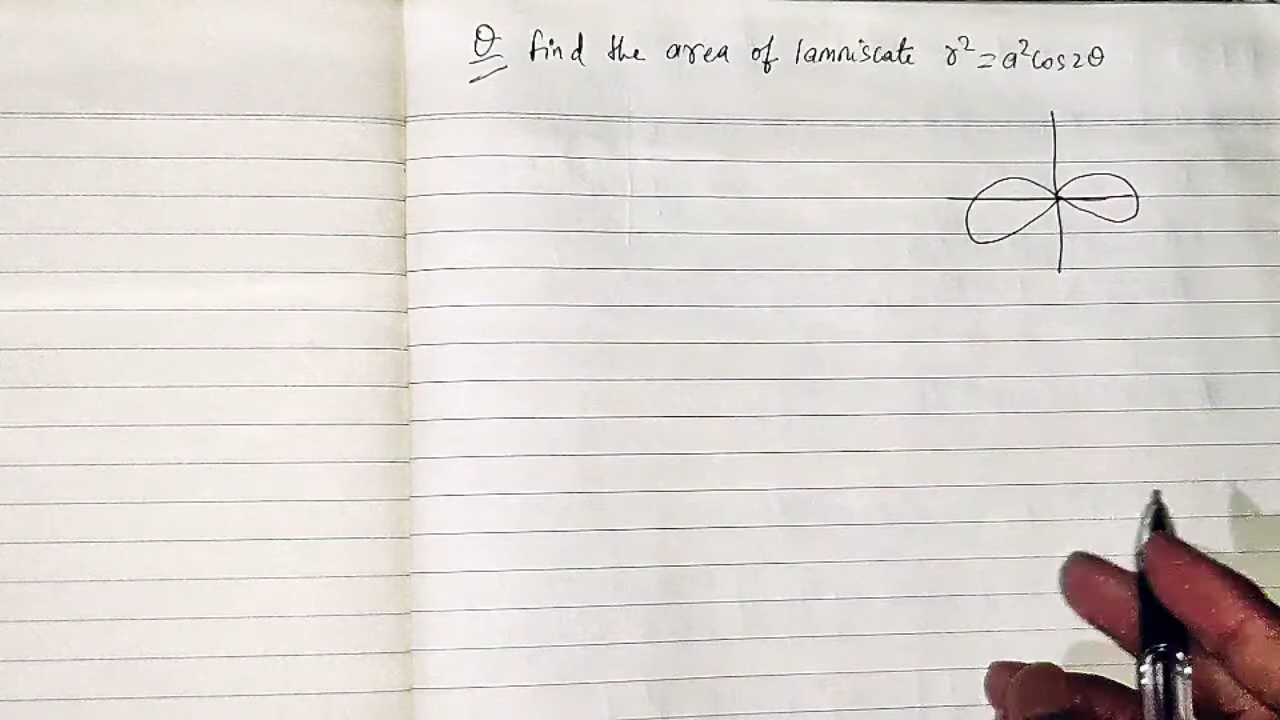 Q find the area of lamniscate r²=a²cos2θ